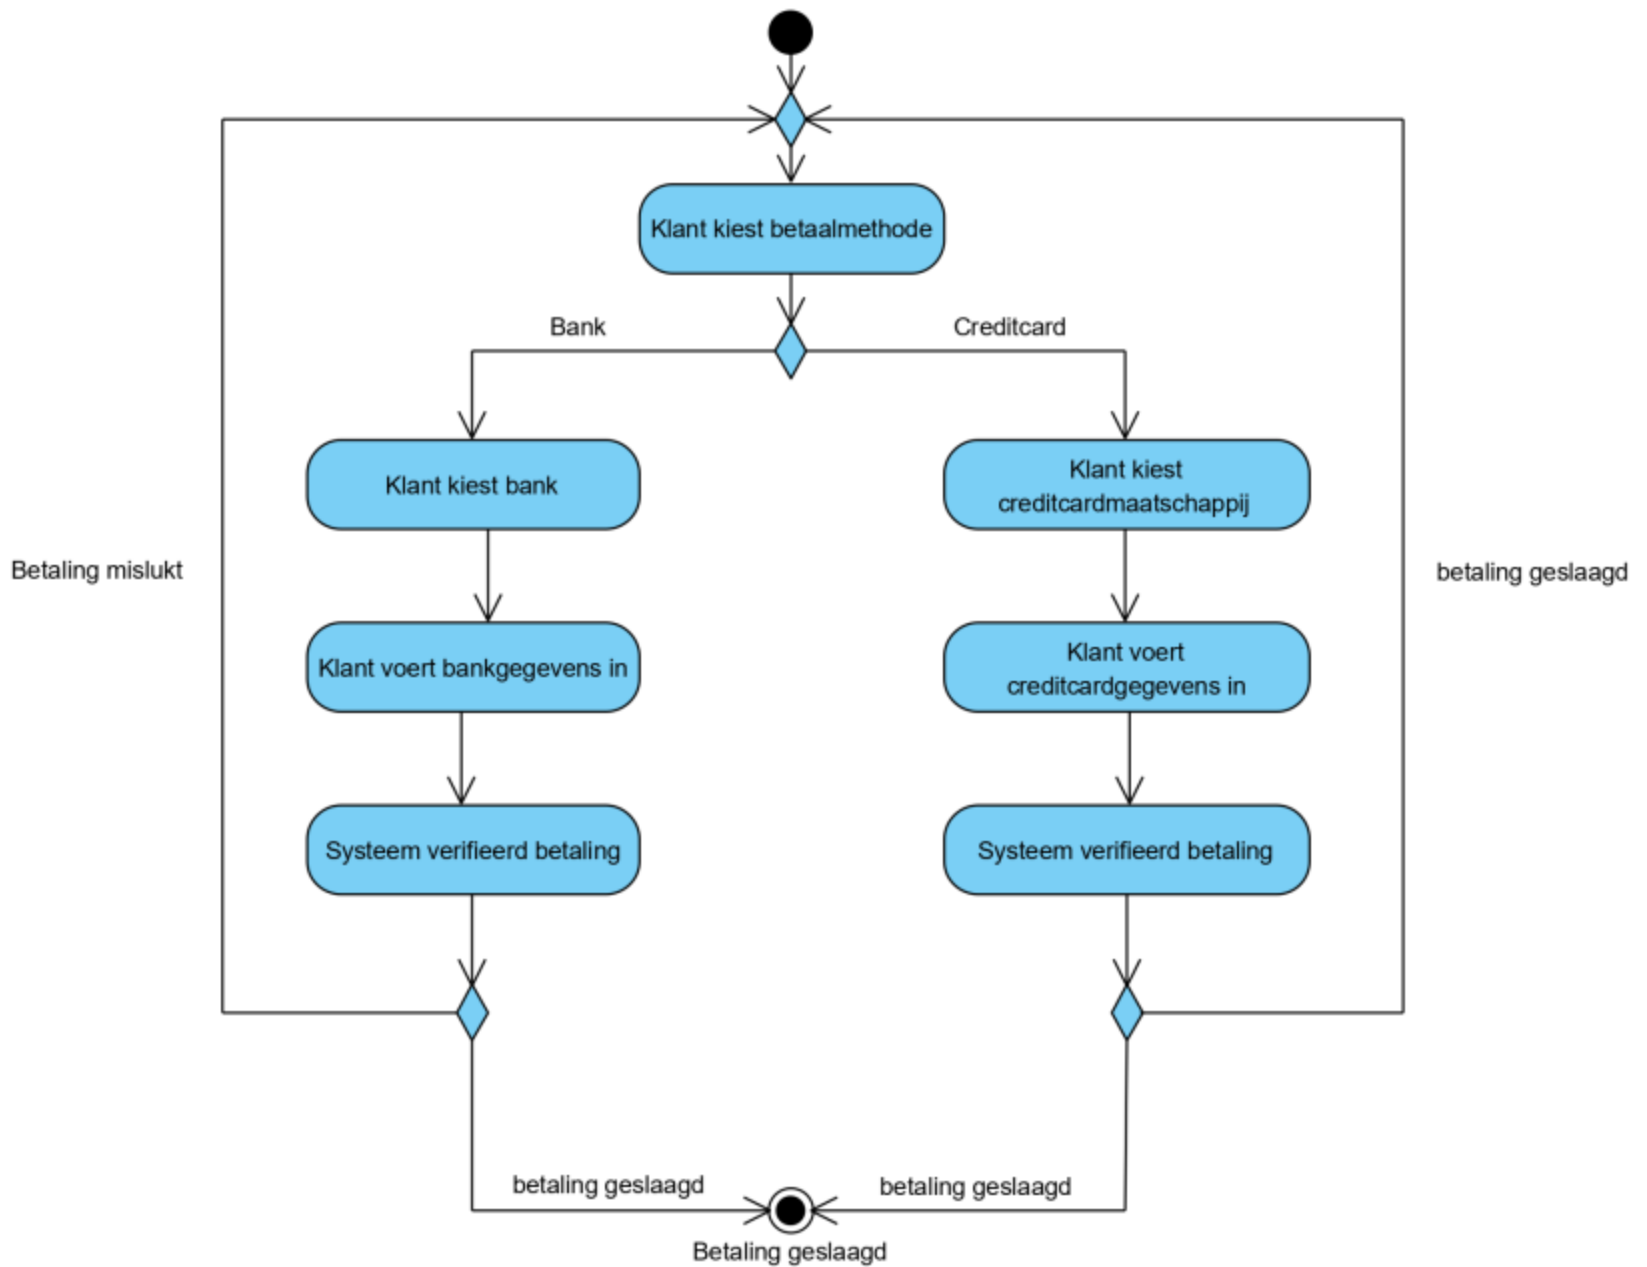 Klant kiest betaalmethode
Bank
Creditcard
Klant kiest bank
Klant kiest
creditcardmaatschappij
Betaling mislukt
betaling geslaagd
Klant voert bankgegevens in
Klant voert
creditcardgegevens in
Systeem verifieerd betaling
Systeem verifieerd betaling
betaling geslaagd
betaling geslaagd
Betaling geslaagd